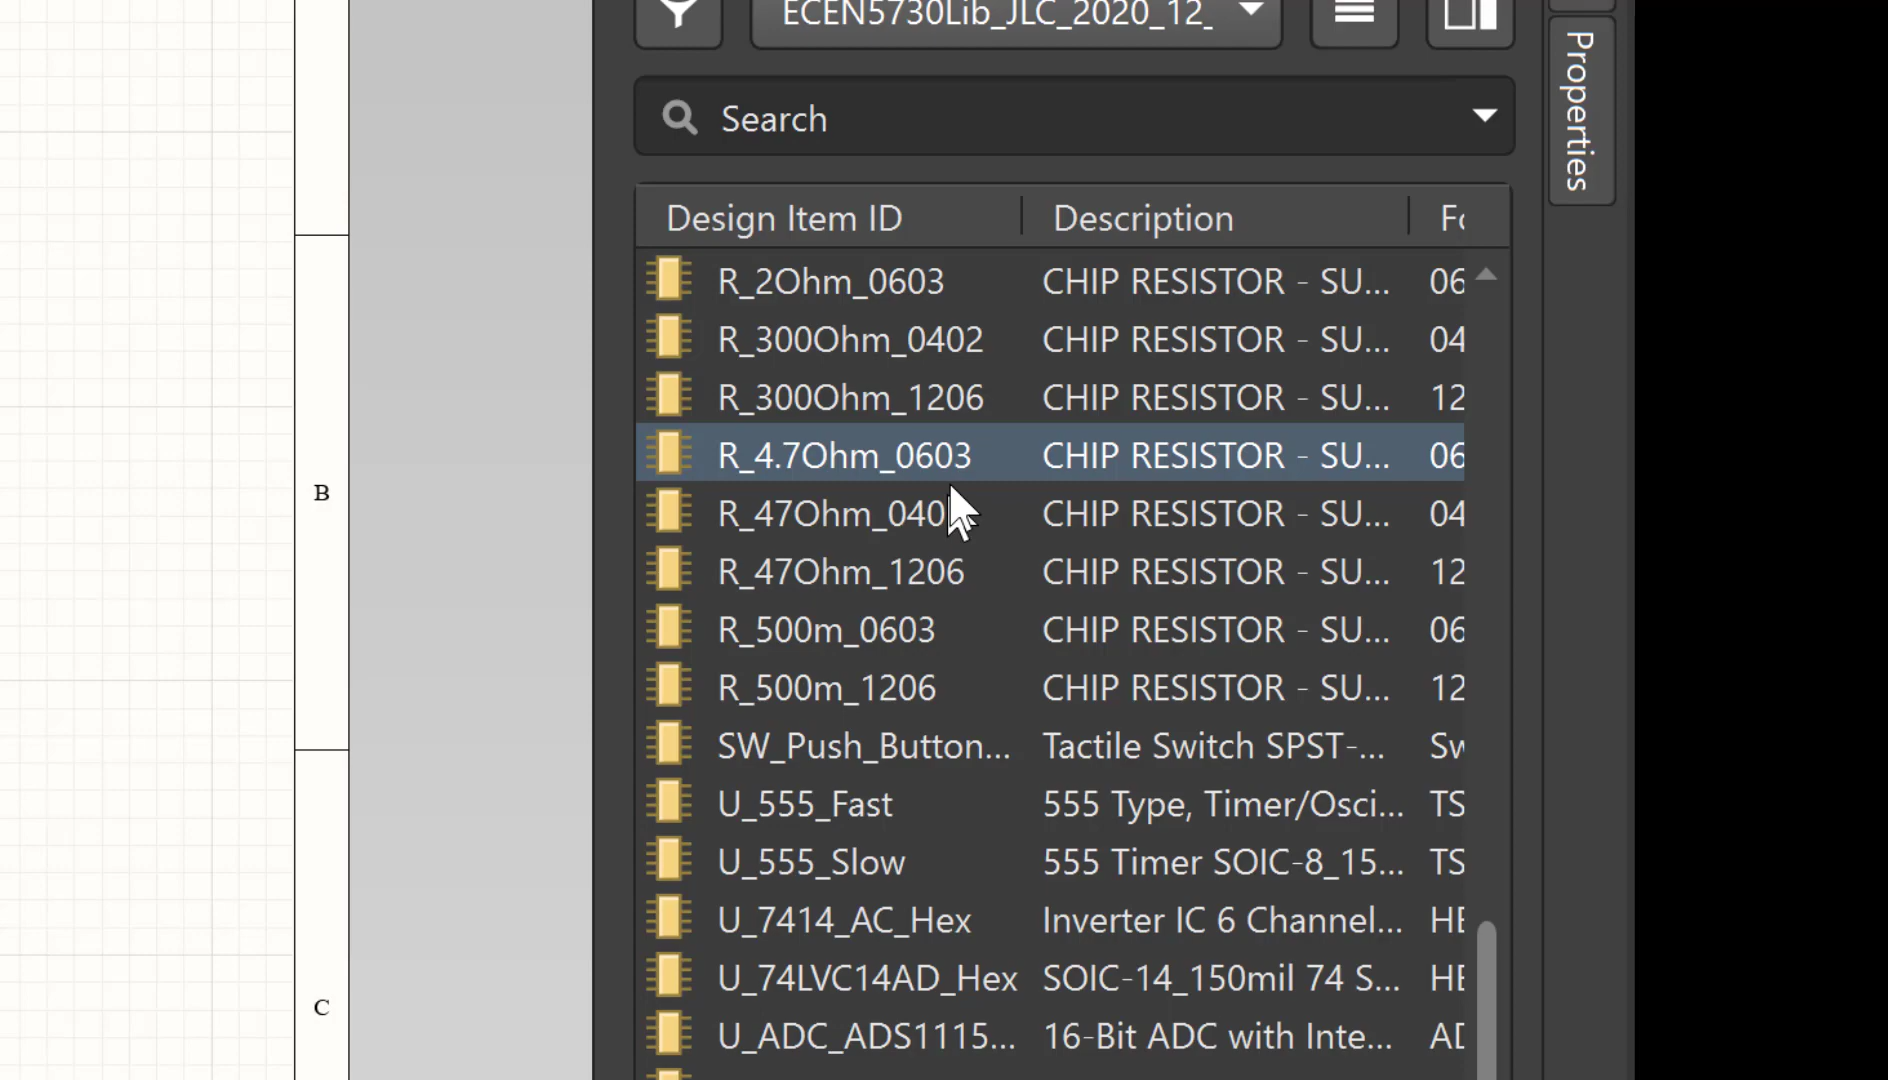 ECEN5730Lib_JLC_2020_12_
Search
Properties
Design Item ID Description
R_2Ohm_0603 CHIP RESISTOR - SU... 06
R_300Ohm_0402 CHIP RESISTOR - SU... 04
R_300Ohm_1206 CHIP RESISTOR - SU... 12
R_4.7Ohm_0603 CHIP RESISTOR - SU... 06
B
R_47Ohm_040 CHIP RESISTOR - SU... 04
R_47Ohm_1206 CHIP RESISTOR - SU... 12
R_500m_0603 CHIP RESISTOR - SU... 06
R_500m_1206 CHIP RESISTOR - SU... 12
SW_Push_Button... Tactile Switch SPST-... Sw
U_555_Fast 555 Type, Timer/Osci... TS
U_555_Slow 555 Timer SOIC-8_15... TS
U_7414_AC_Hex Inverter IC 6 Channel... HE
U_74LVC14AD_Hex SOIC-14_150mil 74 S... HE
C
U_ADC_ADS1115... 16-Bit ADC with Inte... AD